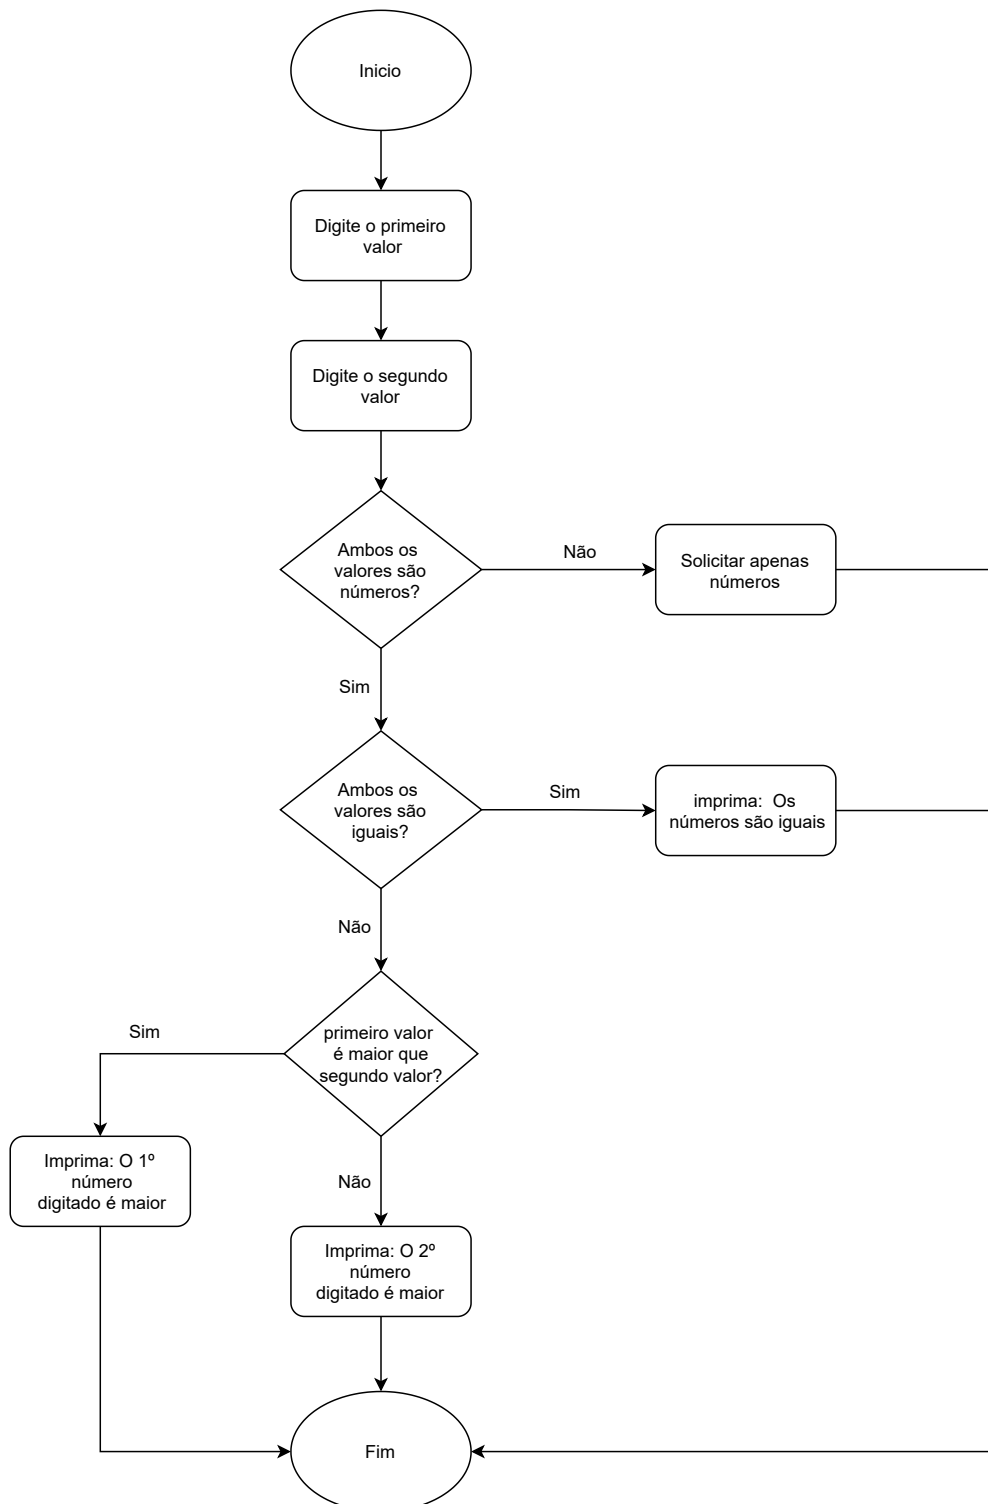 Inicio
Digite o primeiro
valor
Digite o segundo
valor
Ambos os
valores são
números?
Não
Solicitar apenas
números
Sim
Ambos os
valores são
iguais?
Sim
imprima:  Os
números são iguais
Não
primeiro valor
é maior que
segundo valor?
Sim
Imprima: O 1º
número
digitado é maior
Não
Imprima: O 2º
número
digitado é maior
Fim